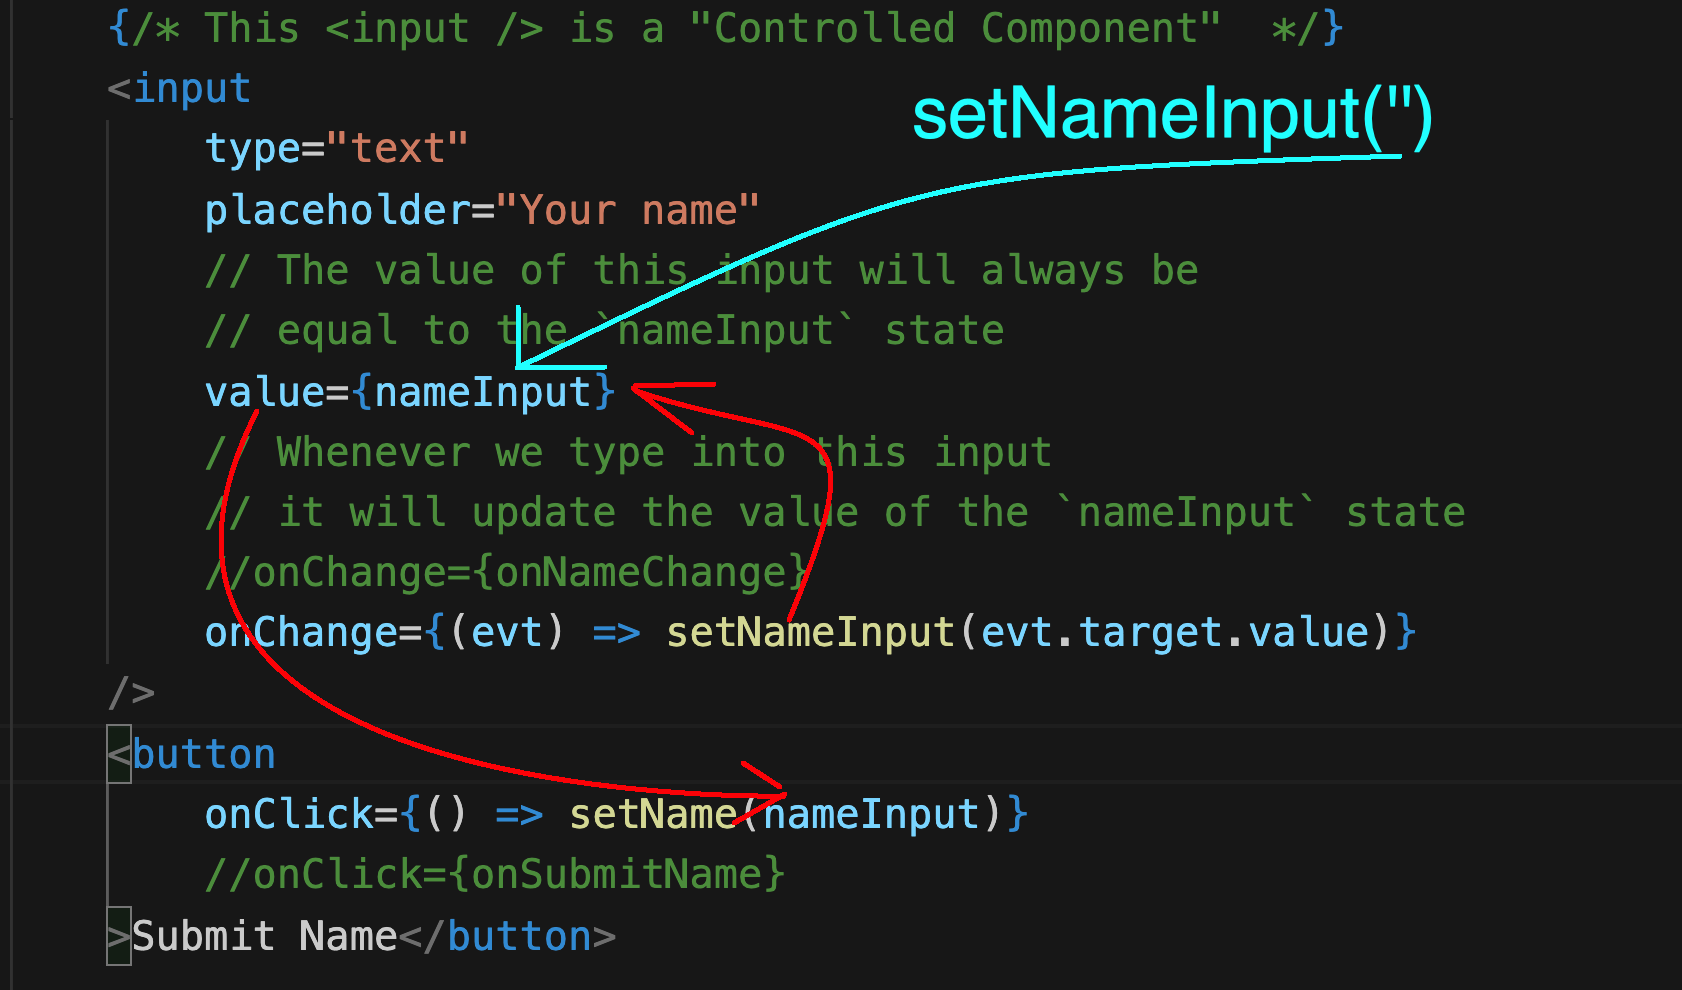 {/* This <input /> is a "Controlled Component"  */}
<input
setNameInput('')
type="text"
placeholder="Your name"
// The value of this input will always be
// equal to the `nameInput` state
value={nameInput}
// Whenever we type into this input
// it will update the value of the `nameInput` state
//onChange={onNameChange}
onChange={(evt) => setNameInput(evt.target.value)}
/>
<button
onClick={() => setName(nameInput)}
//onClick={onSubmitName}
>Submit Name</button>